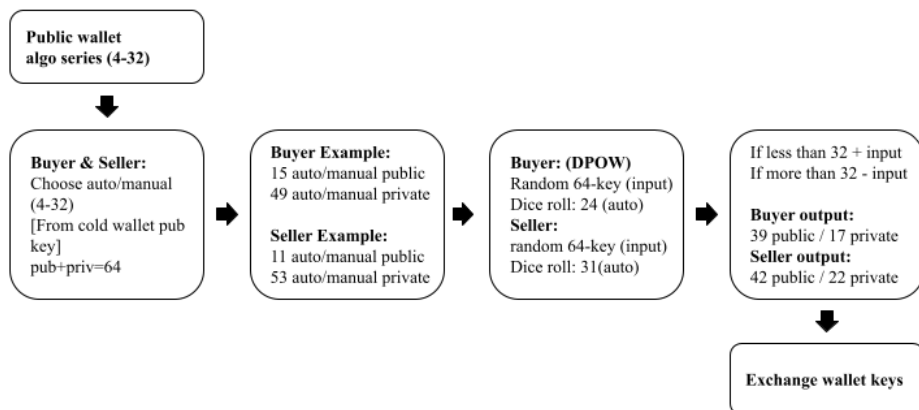 Public wallet
algo series (4-32)
Buyer & Seller:
Choose auto/manual
(4-32)
[From cold wallet pub
key]
pub+priv=64
Buyer Example:
15 auto/manual public
49 auto/manual private
Seller Example:
11 auto/manual public
53 auto/manual private
Buyer: (DPOW)
Random 64-key (input)
Dice roll: 24 (auto)
Seller:
random 64-key (input)
Dice roll: 31(auto)
If less than 32 + input
If more than 32 - input
Buyer output:
39 public / 17 private
Seller output:
42 public / 22 private
Exchange wallet keys